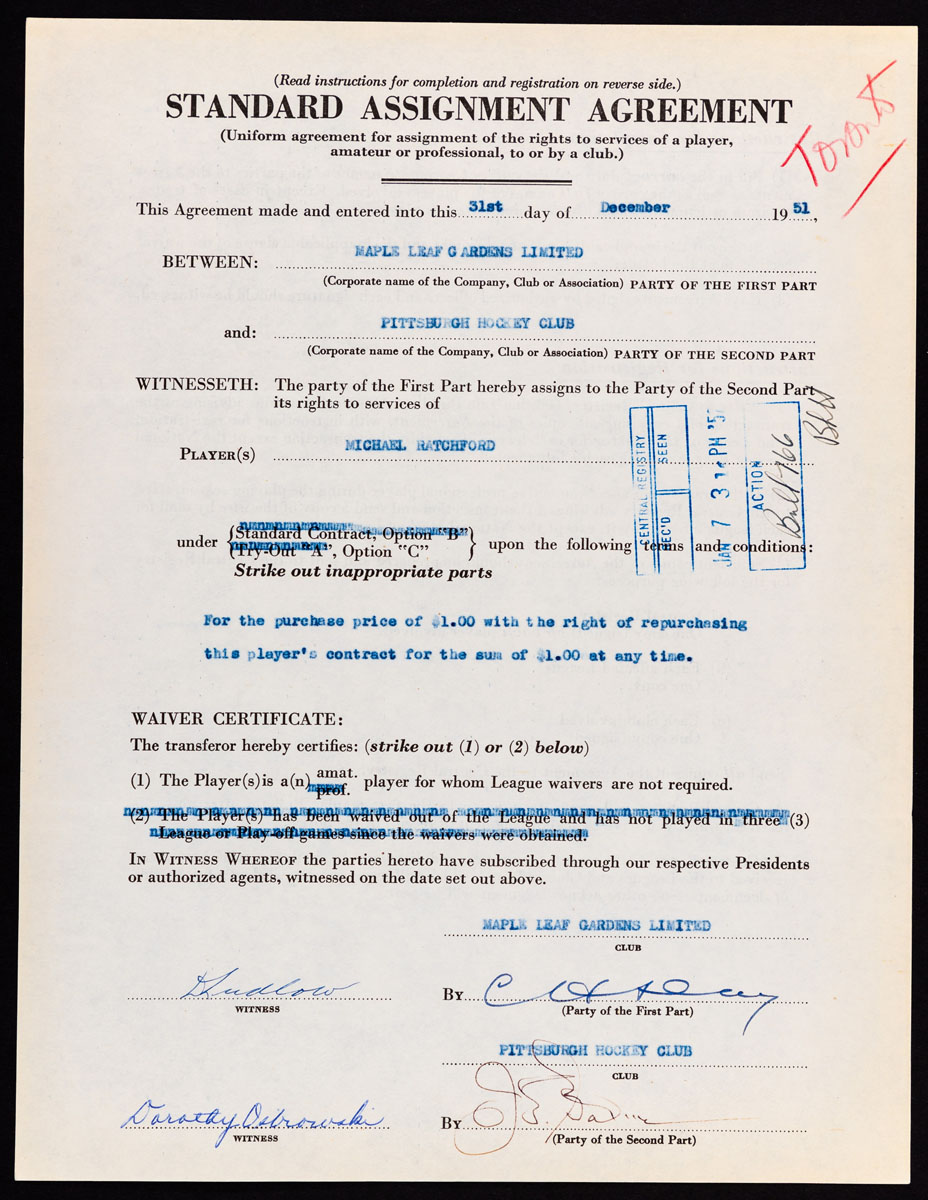 (Read instructions for completion and registration on reverse side.)
STANDARD ASSIGNMENT AGREEMENT
(Uniform agreement for assignment of the rights to services of a player,
amateur or professional, to or by a club.)
Toronto
This Agreement made and entered into this 31st day of December 1951,
BETWEEN: MAPLE LEAF GARDENS LIMITED
(Corporate name of the Company, Club or Association) PARTY OF THE FIRST PART
and: PITTSBURGH HOCKEY CLUB
(Corporate name of the Company, Club or Association) PARTY OF THE SECOND PART
WITNESSETH: The party of the First Part hereby assigns to the Party of the Second Part
its rights to services of
PLAYER(S) MICHAEL RATCHFORD
CENTRAL REGISTRY
REC'D SEEN
JAN 7 3 14 PM '52
ACTION
Bull 766
under {Standard Contract, Option "B"} upon the following terms and conditions:
{Try-Out "A", Option "C"}
Strike out inappropriate parts
For the purchase price of $1.00 with the right of repurchasing
this player's contract for the sum of $1.00 at any time.
WAIVER CERTIFICATE:
The transferor hereby certifies: (strike out (1) or (2) below)
(1) The Player(s) is a(n) amat. prof. player for whom League waivers are not required.
(2) The Player(s) has been waived out of the League and has not played in three (3)
League or Play-off games since the waivers were obtained.
IN WITNESS WHEREOF the parties hereto have subscribed through our respective Presidents
or authorized agents, witnessed on the date set out above.
MAPLE LEAF GARDENS LIMITED
CLUB
DLudlow By C H Day
WITNESS (Party of the First Part)
PITTSBURGH HOCKEY CLUB
CLUB
Dorothy Ostrowski By
WITNESS (Party of the Second Part)